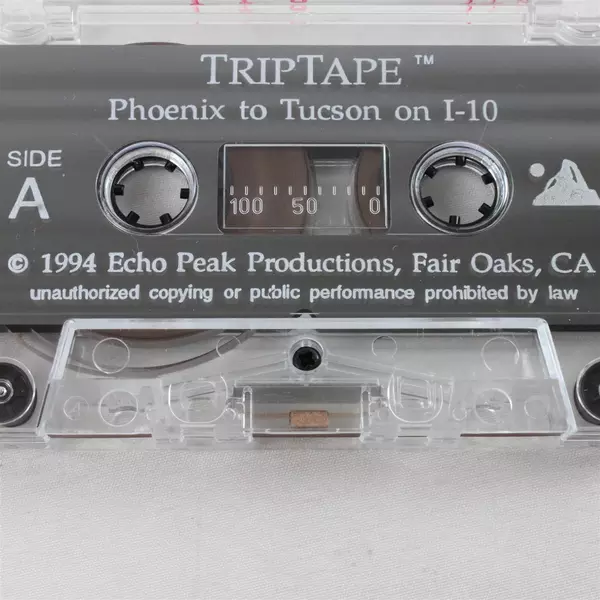 TRIPTAPE ™
Phoenix to Tucson on I-10
SIDE
A
100 50 0
© 1994 Echo Peak Productions, Fair Oaks, CA
unauthorized copying or public performance prohibited by law